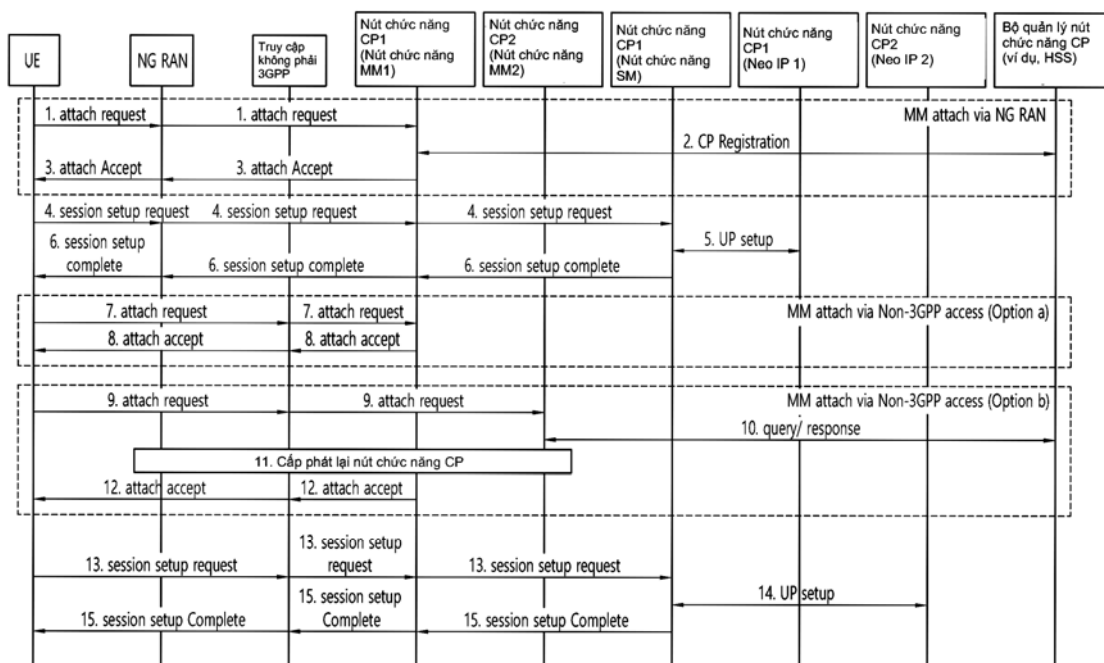 UE
NG RAN
Truy cập
không phải
3GPP
Nút chức năng
CP1
(Nút chức năng
MM1)
Nút chức năng
CP2
(Nút chức năng
MM2)
Nút chức năng
CP1
(Nút chức năng
SM)
Nút chức năng
CP1
(Neo IP 1)
Nút chức năng
CP2
(Neo IP 2)
Bộ quản lý nút
chức năng CP
(ví dụ, HSS)
1. attach request
1. attach request
MM attach via NG RAN
2. CP Registration
3. attach Accept
3. attach Accept
4. session setup request
4. session setup request
4. session setup request
5. UP setup
6. session setup
complete
6. session setup complete
6. session setup complete
7. attach request
7. attach request
MM attach via Non-3GPP access (Option a)
8. attach accept
8. attach accept
9. attach request
9. attach request
MM attach via Non-3GPP access (Option b)
10. query/ response
11. Cấp phát lại nút chức năng CP
12. attach accept
12. attach accept
13. session setup request
13. session setup
request
13. session setup request
14. UP setup
15. session setup Complete
15. session setup
Complete
15. session setup Complete